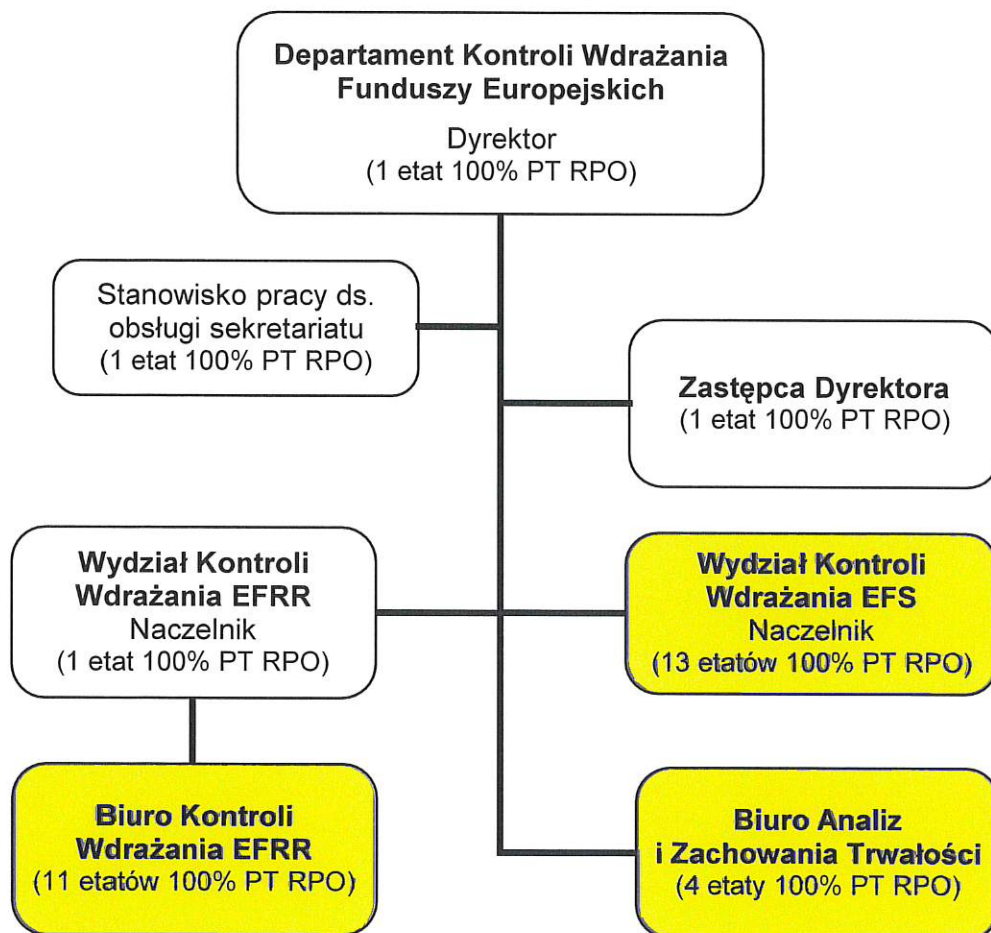 Departament Kontroli Wdrażania
Funduszy Europejskich
Dyrektor
(1 etat 100% PT RPO)
Stanowisko pracy ds.
obsługi sekretariatu
(1 etat 100% PT RPO)
Zastępca Dyrektora
(1 etat 100% PT RPO)
Wydział Kontroli
Wdrażania EFRR
Naczelnik
(1 etat 100% PT RPO)
Wydział Kontroli
Wdrażania EFS
Naczelnik
(13 etatów 100% PT RPO)
Biuro Kontroli
Wdrażania EFRR
(11 etatów 100% PT RPO)
Biuro Analiz
i Zachowania Trwałości
(4 etaty 100% PT RPO)